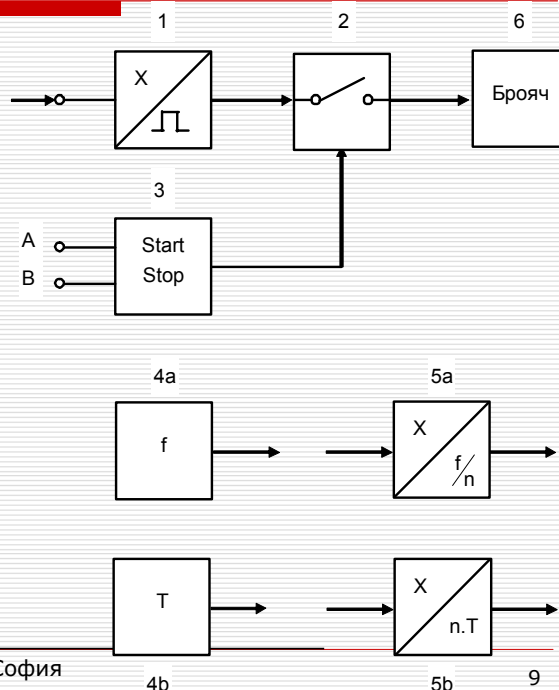 1 2 6
X
Брояч
3
A
B
Start
Stop
4a 5a
f
X
f/n
T
X
n.T
София
4b 5b 9